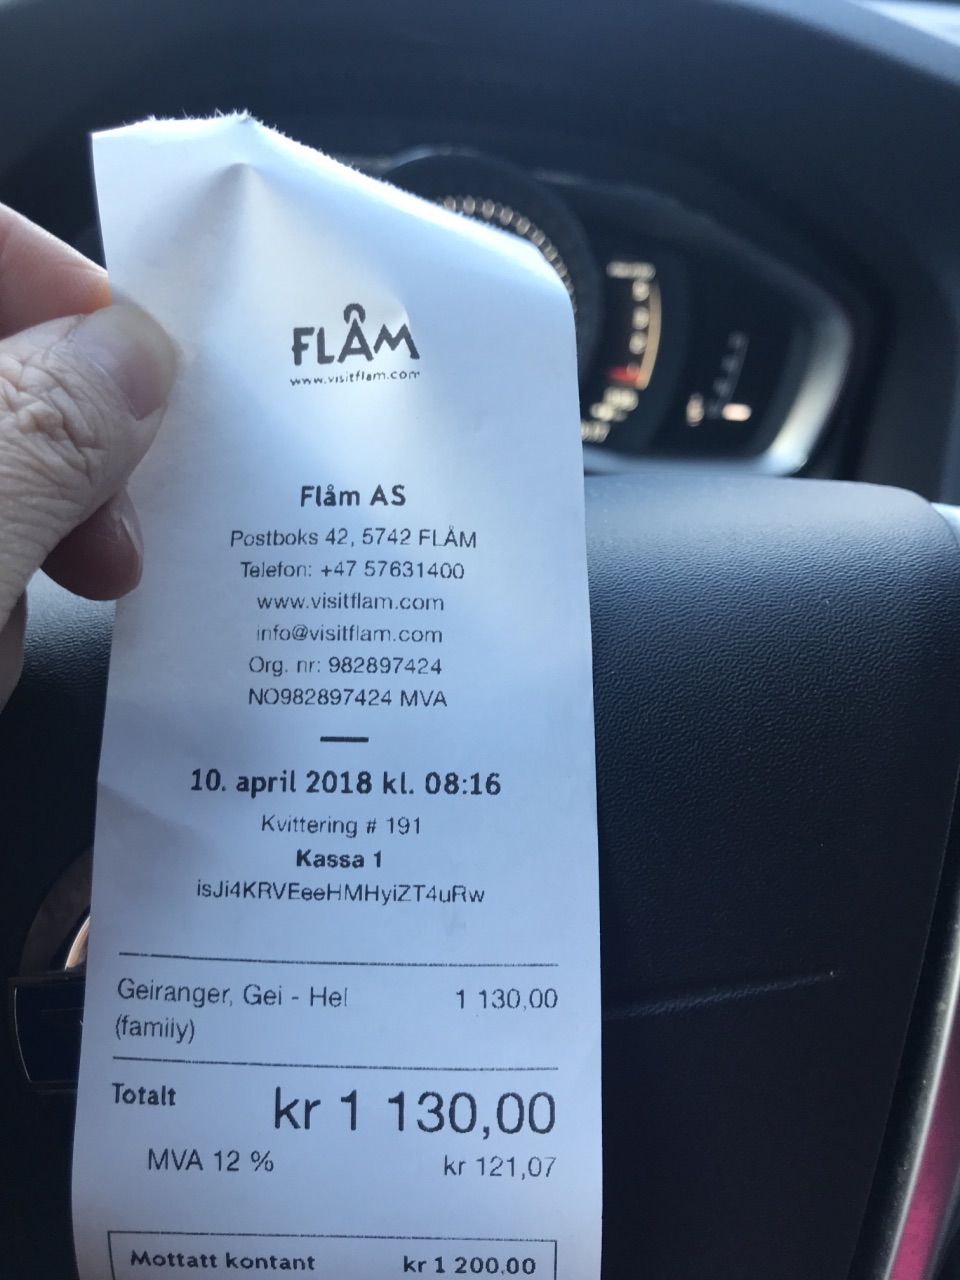 FLÅM
www.visitflam.com
Flåm AS
Postboks 42, 5742 FLÅM
Telefon: +47 57631400
www.visitflam.com
info@visitflam.com
Org. nr: 982897424
NO982897424 MVA
10. april 2018 kl. 08:16
Kvittering # 191
Kassa 1
isJi4KRVEeeHMHyiZT4uRw
Geiranger, Gei - Hel 1 130,00
(family)
Totalt kr 1 130,00
MVA 12 % kr 121,07
Mottatt kontant kr 1 200,00